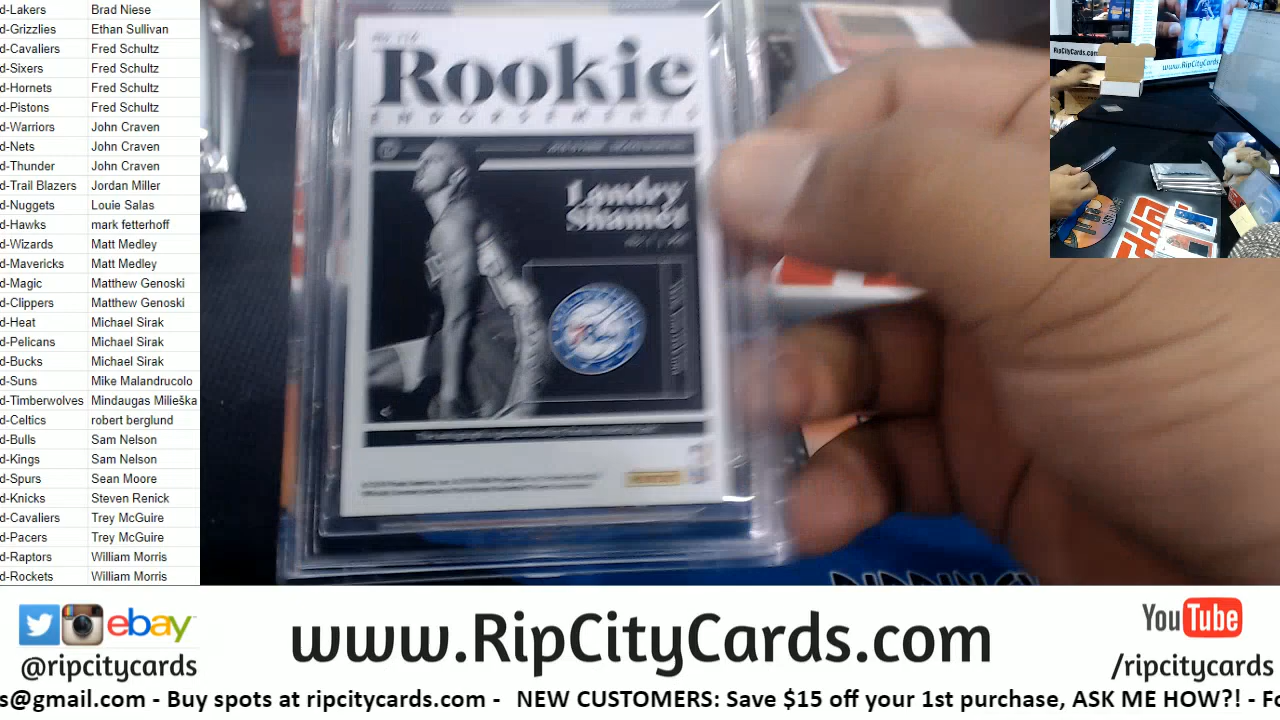 d-Lakers Brad Niese
d-Grizzlies Ethan Sullivan
d-Cavaliers Fred Schultz
d-Sixers Fred Schultz
d-Hornets Fred Schultz
d-Pistons Fred Schultz
d-Warriors John Craven
d-Nets John Craven
d-Thunder John Craven
d-Trail Blazers Jordan Miller
d-Nuggets Louie Salas
d-Hawks mark fetterhoff
d-Wizards Matt Medley
d-Mavericks Matt Medley
d-Magic Matthew Genoski
d-Clippers Matthew Genoski
d-Heat Michael Sirak
d-Pelicans Michael Sirak
d-Bucks Michael Sirak
d-Suns Mike Malandrucolo
d-Timberwolves Mindaugas Milieška
d-Celtics robert berglund
d-Bulls Sam Nelson
d-Kings Sam Nelson
d-Spurs Sean Moore
d-Knicks Steven Renick
d-Cavaliers Trey McGuire
d-Pacers Trey McGuire
d-Raptors William Morris
d-Rockets William Morris
Rookie
ENDORSEMENTS
Landry
Shamet
RipCityCards.com
www.RipCityCards
ebay
@ripcitycards
www.RipCityCards.com
YouTube
/ripcitycards
s@gmail.com - Buy spots at ripcitycards.com - NEW CUSTOMERS: Save $15 off your 1st purchase, ASK ME HOW?! - Fo